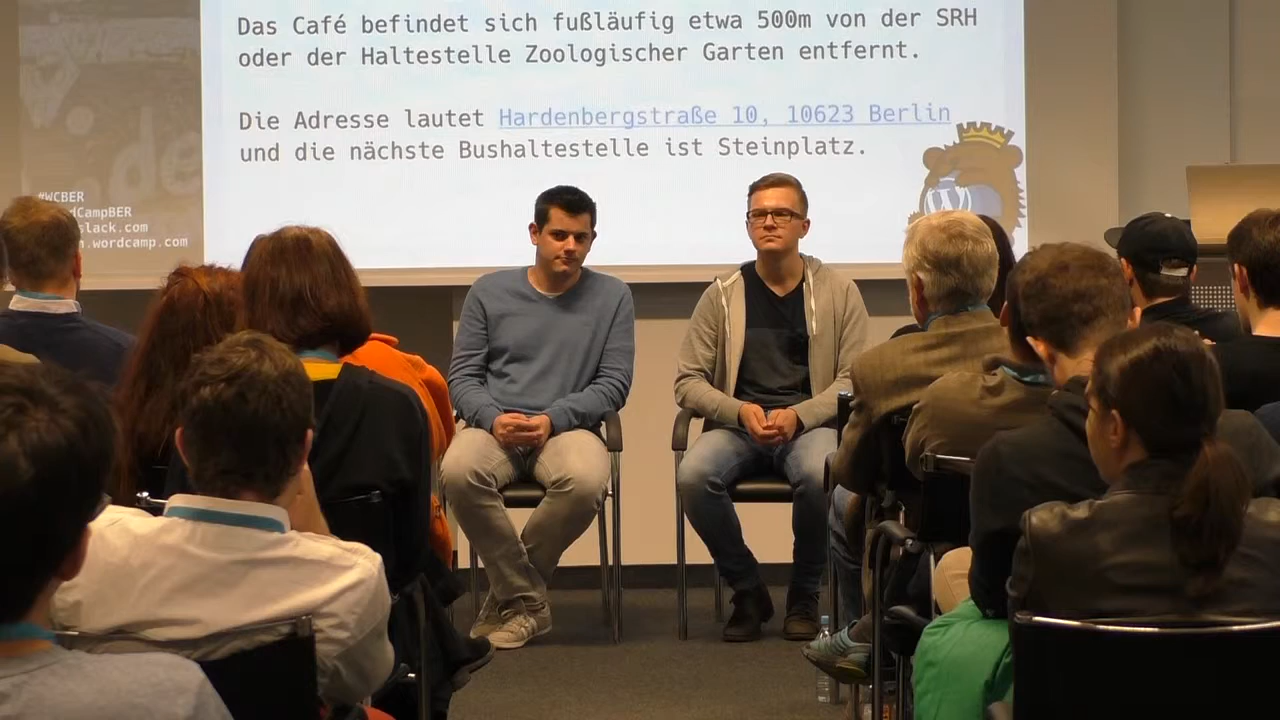 Das Café befindet sich fußläufig etwa 500m von der SRH
oder der Haltestelle Zoologischer Garten entfernt.
Die Adresse lautet Hardenbergstraße 10, 10623 Berlin
und die nächste Bushaltestelle ist Steinplatz.
#WCBER
dCampBER
slack.com
n.wordcamp.com